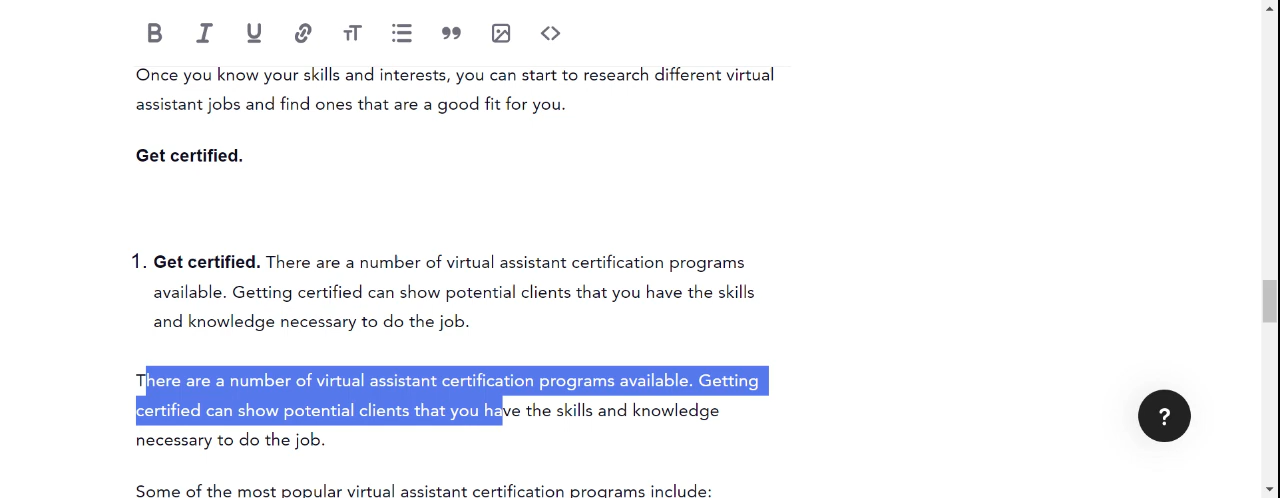 B I U TT
Once you know your skills and interests, you can start to research different virtual
assistant jobs and find ones that are a good fit for you.
Get certified.
1. Get certified. There are a number of virtual assistant certification programs
available. Getting certified can show potential clients that you have the skills
and knowledge necessary to do the job.
There are a number of virtual assistant certification programs available. Getting
certified can show potential clients that you have the skills and knowledge
?
necessary to do the job.
Some of the most popular virtual assistant certification programs include: